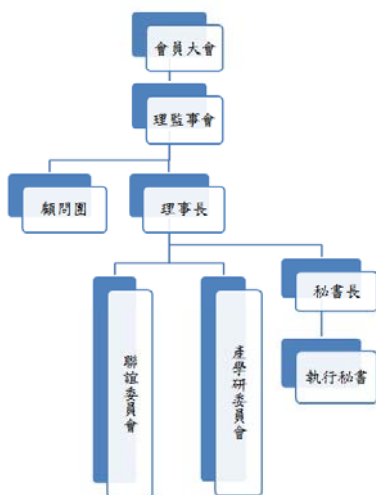 會員大會
理監事會
顧問團
理事長
秘書長
聯誼委員會
產學研委員會
執行秘書